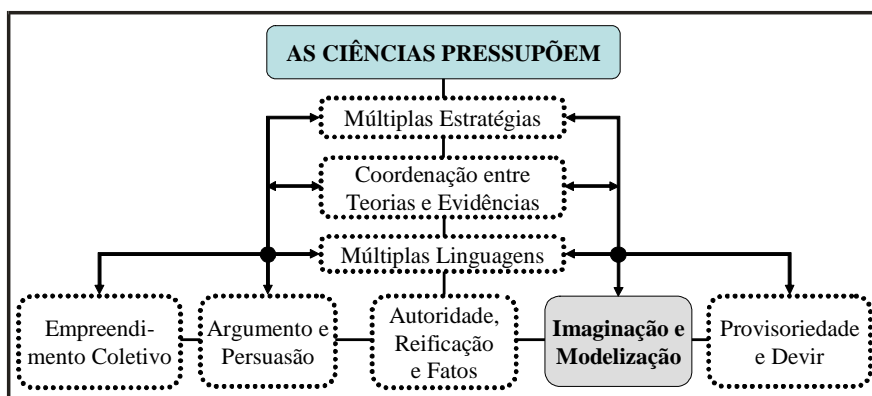 AS CIÊNCIAS PRESSUPÕEM
Múltiplas Estratégias
Coordenação entre
Teorias e Evidências
Múltiplas Linguagens
Empreendi-
mento Coletivo
Argumento e
Persuasão
Autoridade,
Reificação
e Fatos
Imaginação e
Modelização
Provisoriedade
e Devir